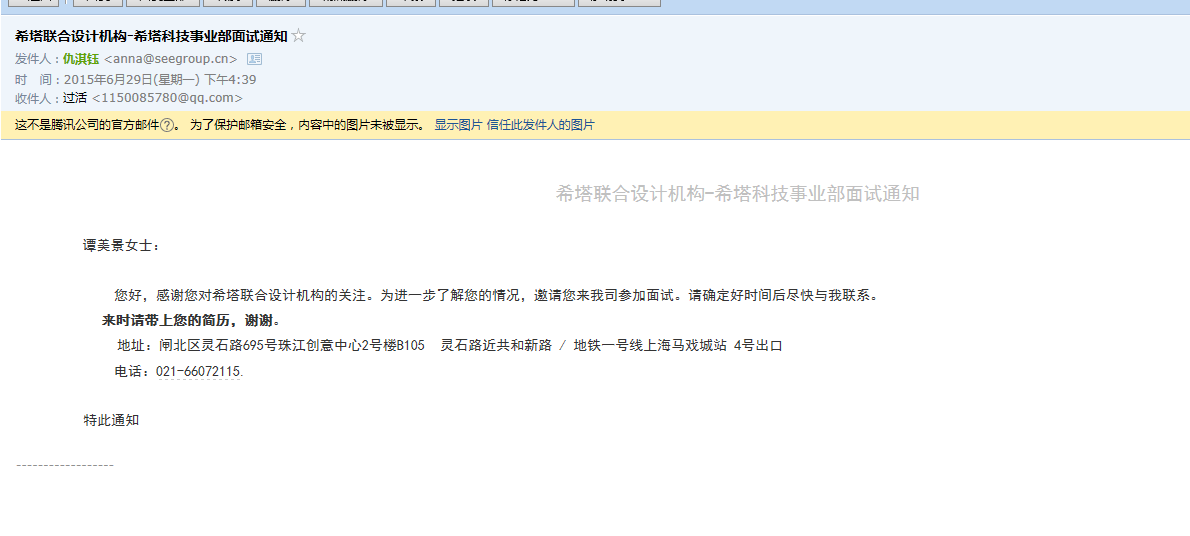 希塔联合设计机构-希塔科技事业部面试通知☆
发件人：仇淇钰 <anna@seegroup.cn>
时　间：2015年6月29日(星期一) 下午4:39
收件人：过活 <1150085780@qq.com>
这不是腾讯公司的官方邮件?。 为了保护邮箱安全，内容中的图片未被显示。 显示图片 信任此发件人的图片
希塔联合设计机构-希塔科技事业部面试通知
谭美景女士：
您好，感谢您对希塔联合设计机构的关注。为进一步了解您的情况，邀请您来我司参加面试。请确定好时间后尽快与我联系。
来时请带上您的简历，谢谢。
地址：闸北区灵石路695号珠江创意中心2号楼B105 灵石路近共和新路 / 地铁一号线上海马戏城站 4号出口
电话：021-66072115.
特此通知
------------------